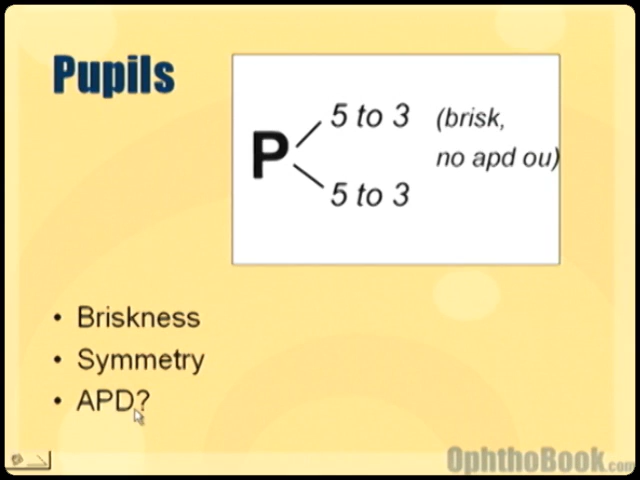 Pupils
P
5 to 3 (brisk,
no apd ou)
5 to 3
• Briskness
• Symmetry
• APD?
OphthoBook.com